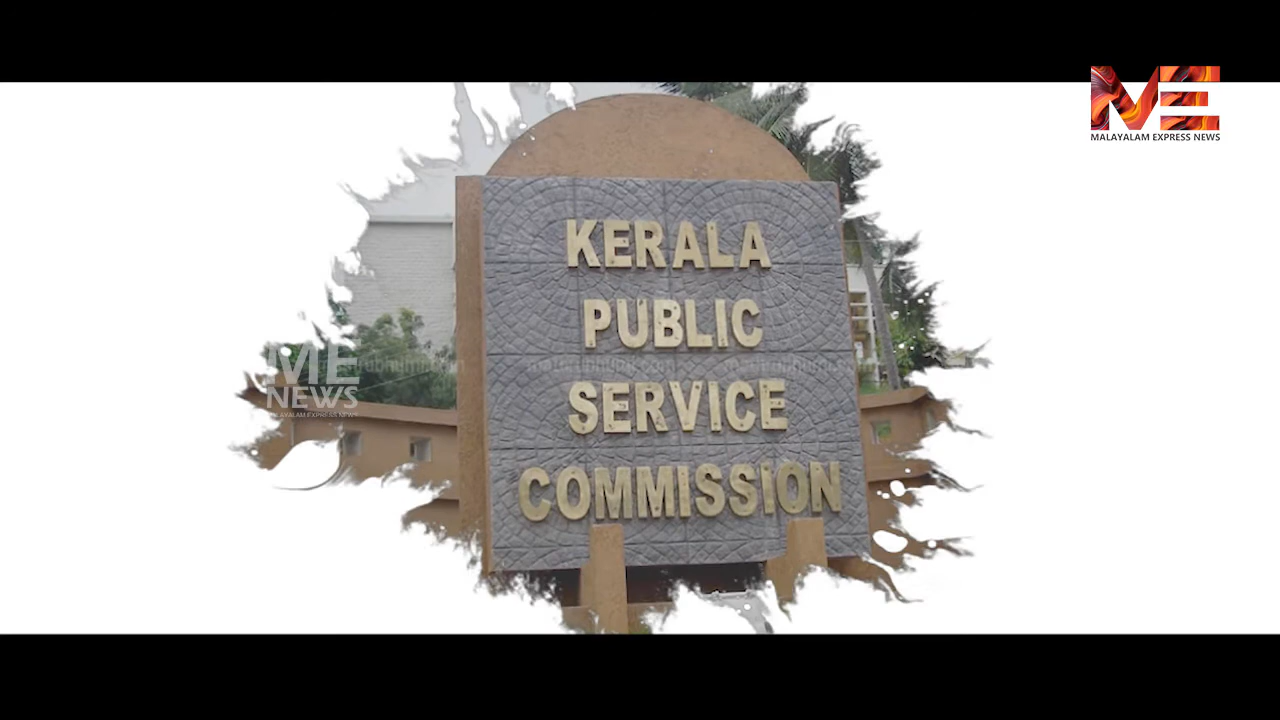 ME
MALAYALAM EXPRESS NEWS
KERALA
PUBLIC
SERVICE
COMMISSION
ME
NEWS
MALAYALAM EXPRESS NEWS